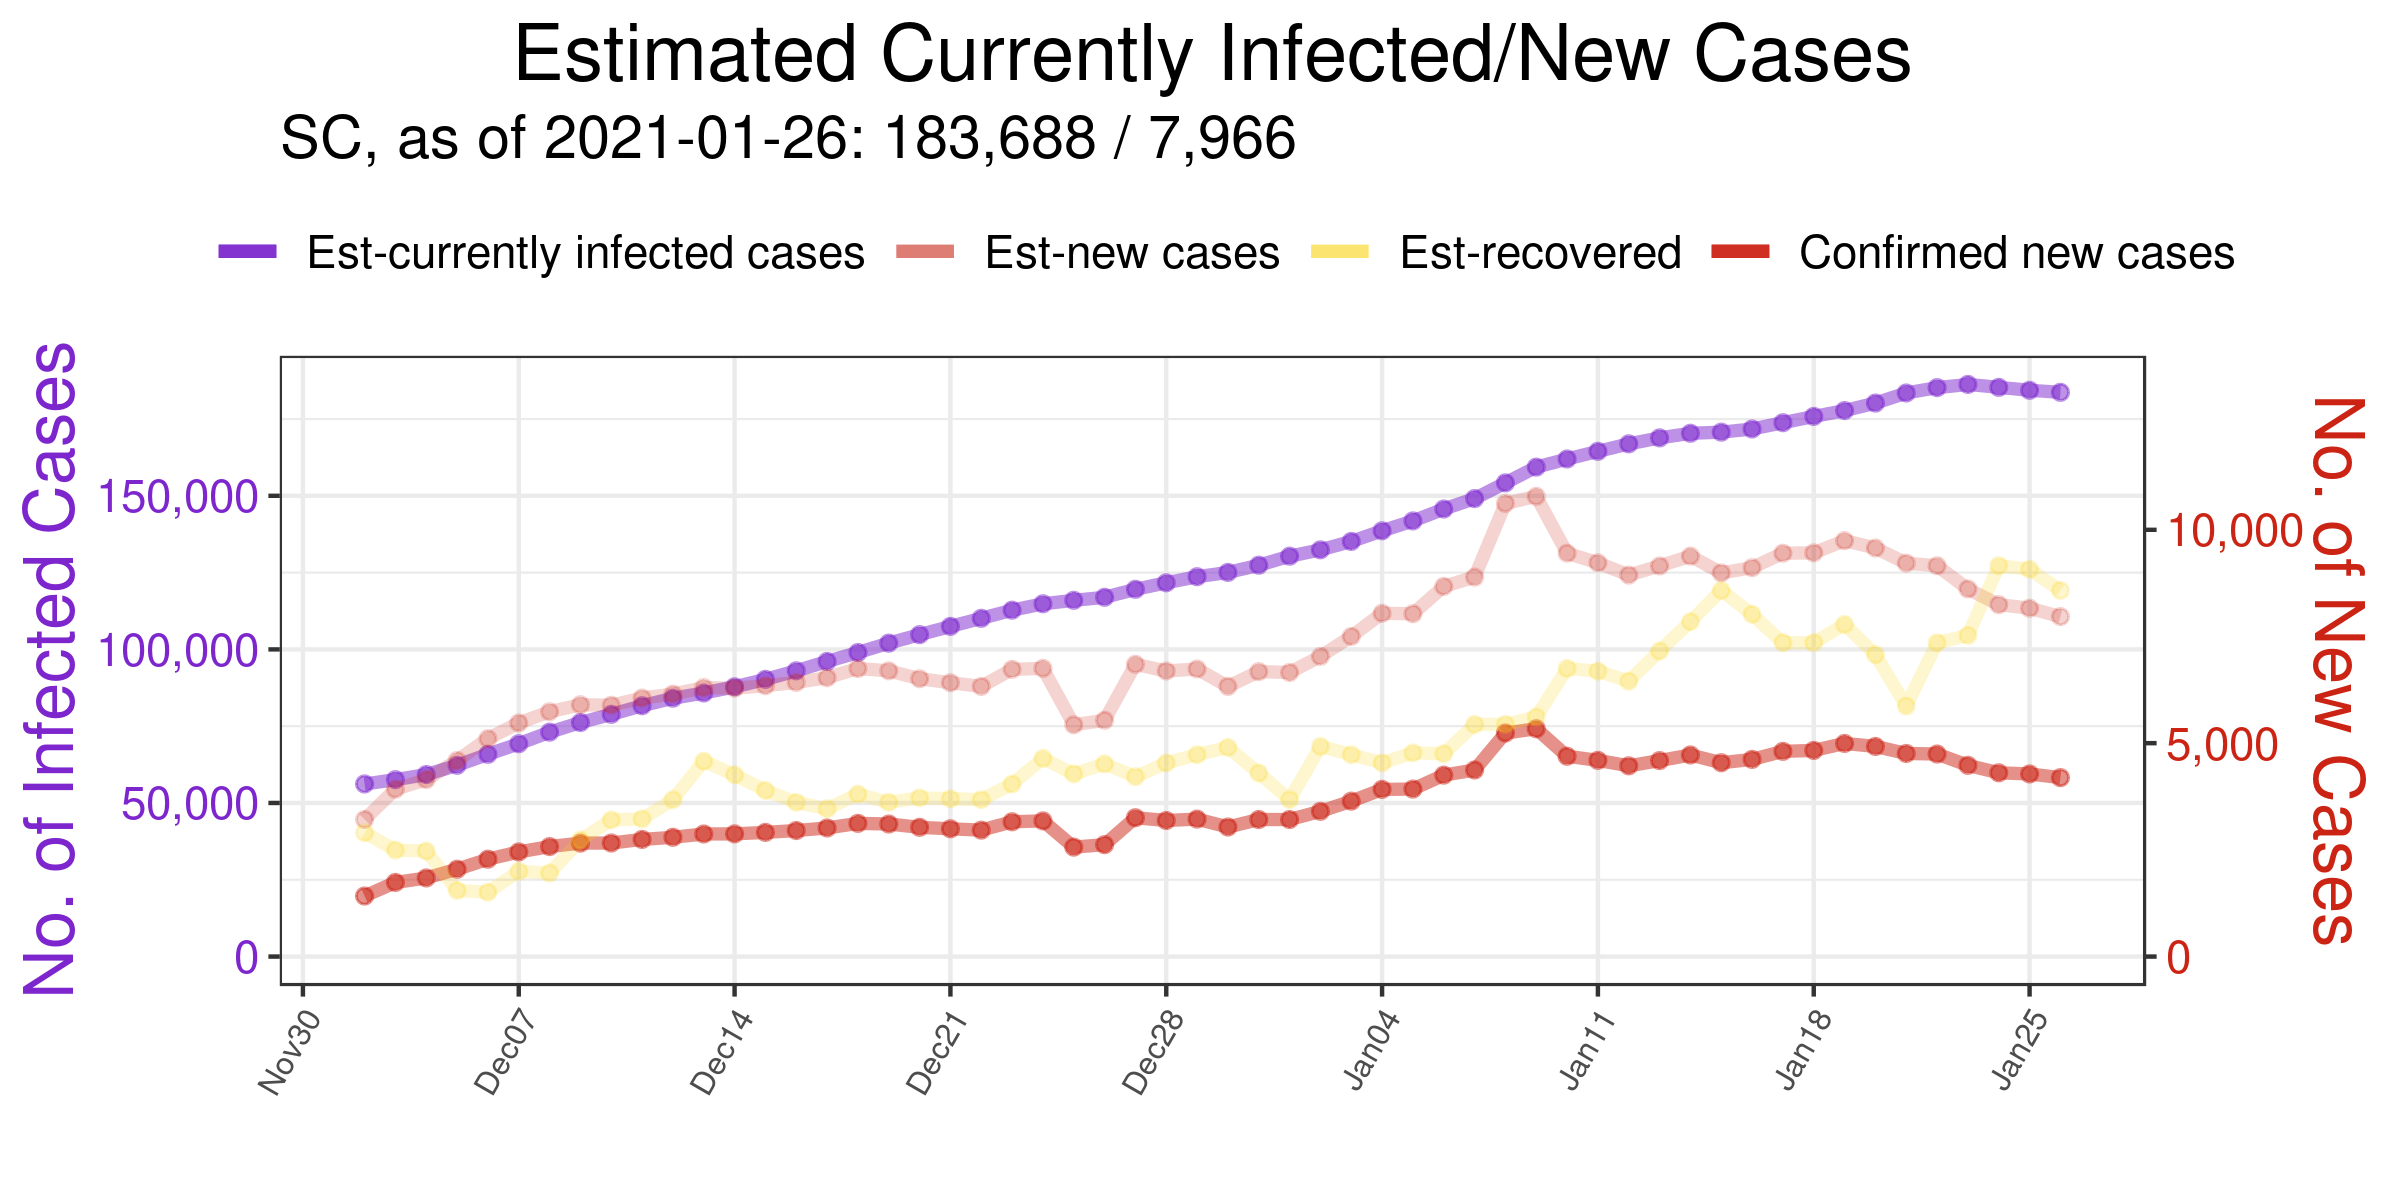 Estimated Currently Infected/New Cases
SC, as of 2021-01-26: 183,688 / 7,966
Est-currently infected cases
Est-new cases
Est-recovered
Confirmed new cases
No. of Infected Cases
150,000
100,000
50,000
0
10,000
5,000
0
No. of New Cases
Nov30
Dec07
Dec14
Dec21
Dec28
Jan04
Jan11
Jan18
Jan25